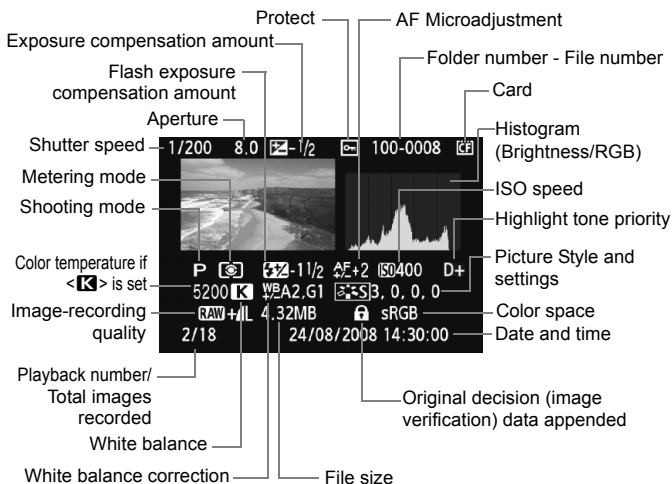 Protect
AF Microadjustment
Exposure compensation amount
Folder number - File number
Flash exposure
compensation amount
Card
Aperture
Shutter speed
1/200 8.0 -1/2 100-0008 CF
Histogram
(Brightness/RGB)
Metering mode
ISO speed
Shooting mode
Highlight tone priority
P -1 1/2 AF+2 ISO400 D+
Color temperature if
<K> is set
Picture Style and
settings
5200 K WB A2,G1 S 3, 0, 0, 0
Image-recording
quality
RAW+L 4.32MB sRGB
Color space
2/18 24/08/2008 14:30:00
Date and time
Playback number/
Total images
recorded
Original decision (image
verification) data appended
White balance
White balance correction
File size